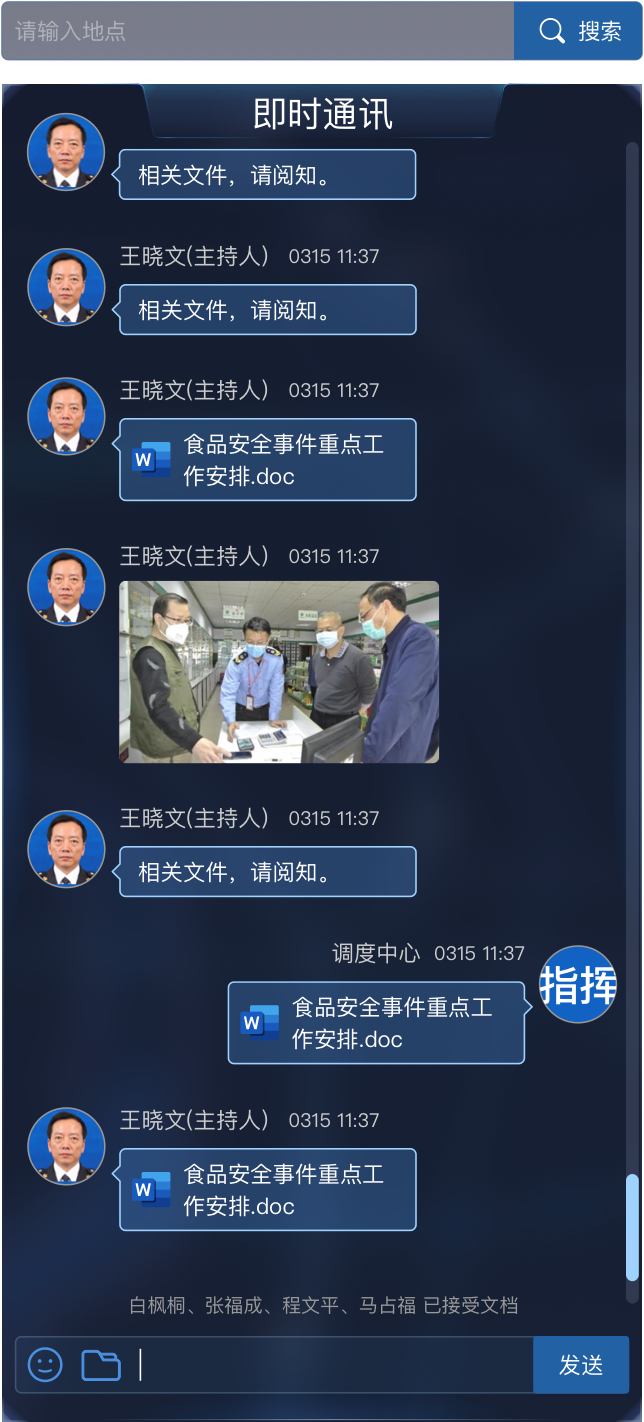 请输入地点
搜索
即时通讯
相关文件，请阅知。
王晓文(主持人) 0315 11:37
相关文件，请阅知。
王晓文(主持人) 0315 11:37
W
食品安全事件重点工
作安排.doc
王晓文(主持人) 0315 11:37
王晓文(主持人) 0315 11:37
相关文件，请阅知。
调度中心 0315 11:37
指挥
W
食品安全事件重点工
作安排.doc
王晓文(主持人) 0315 11:37
W
食品安全事件重点工
作安排.doc
白枫桐、张福成、程文平、马占福 已接受文档
发送